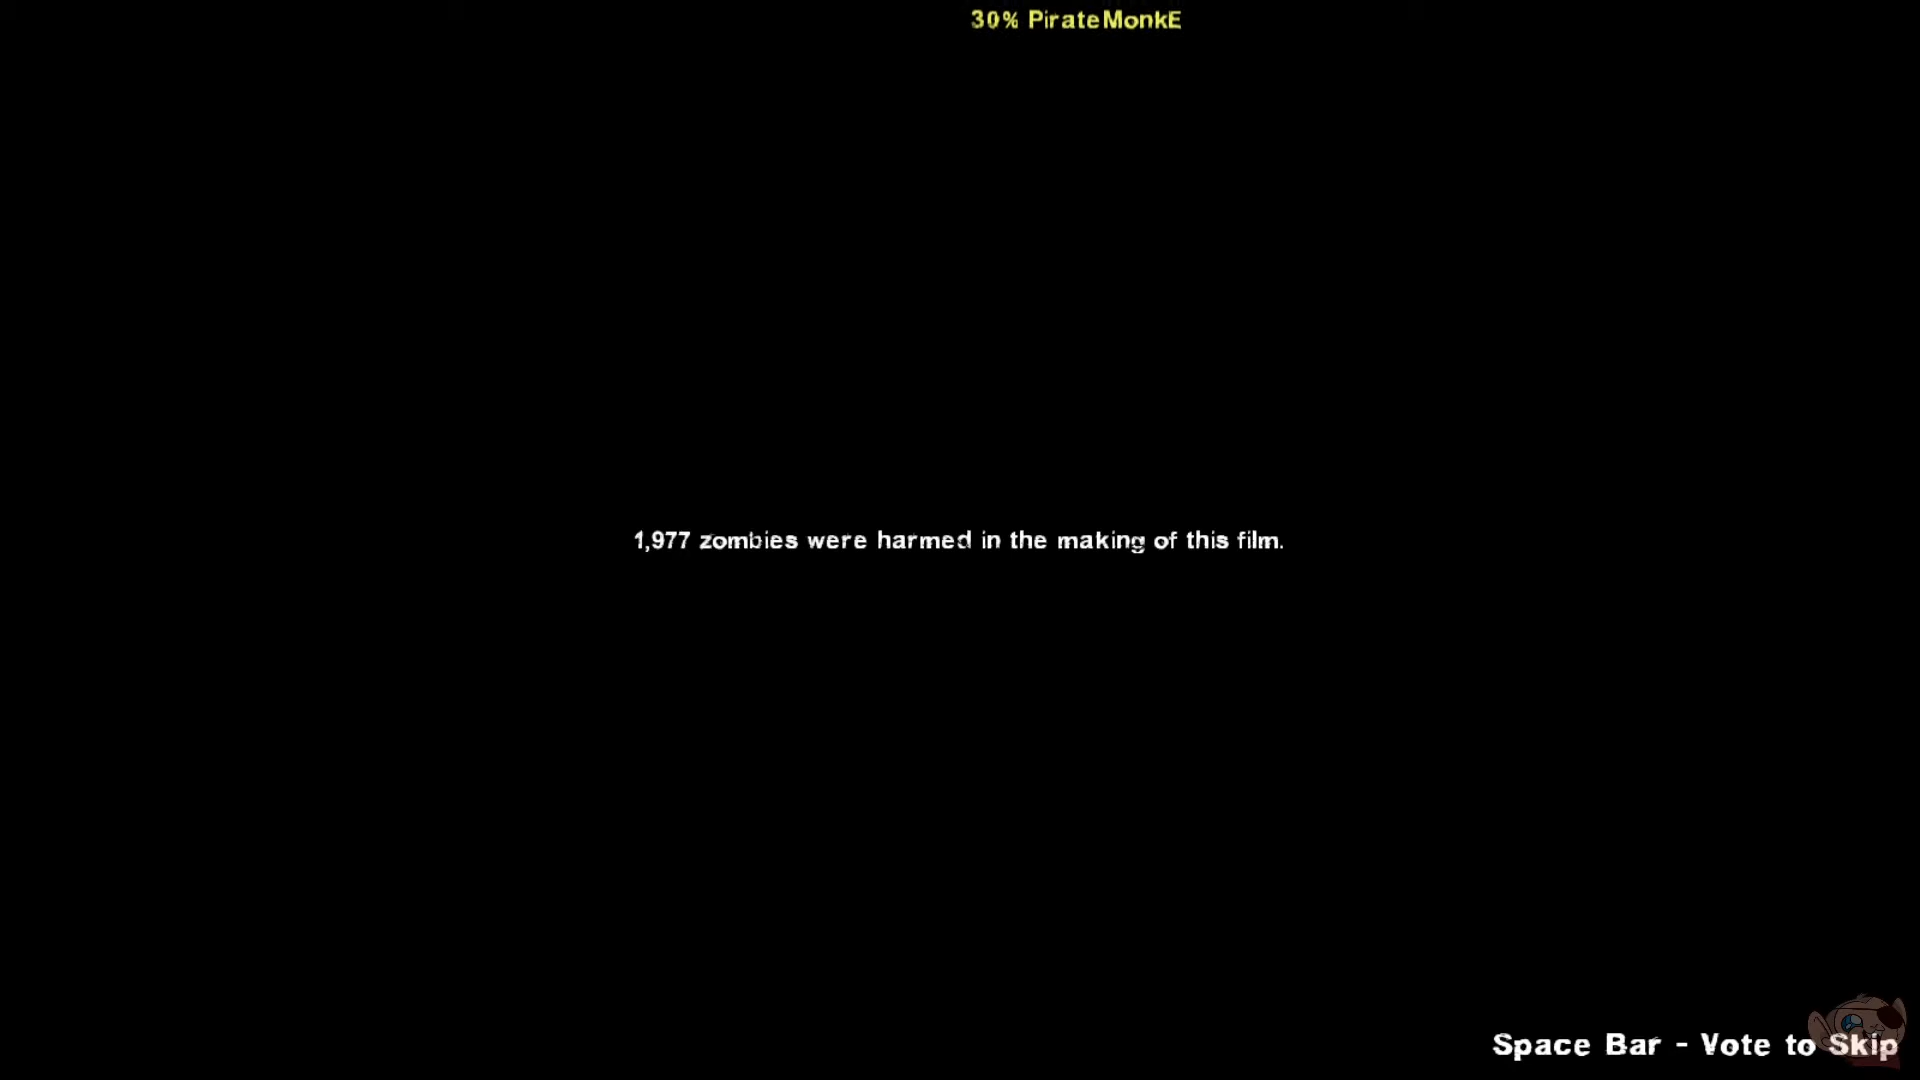 30% PirateMonkE
1,977 zombies were harmed in the making of this film.
Space Bar - Vote to Skip